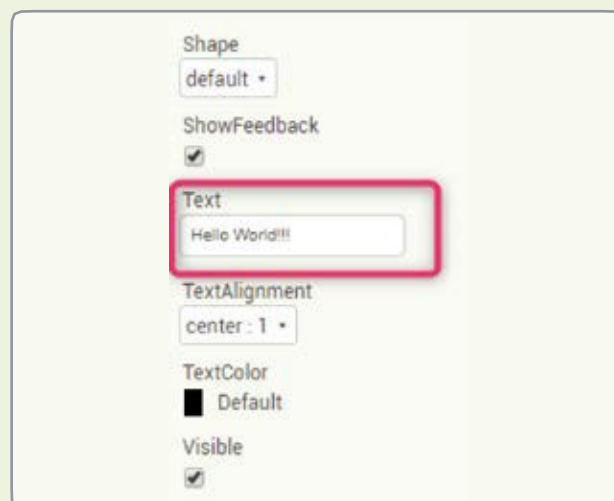 Shape
default
ShowFeedback
Text
Hello World!!!
TextAlignment
center : 1
TextColor
Default
Visible